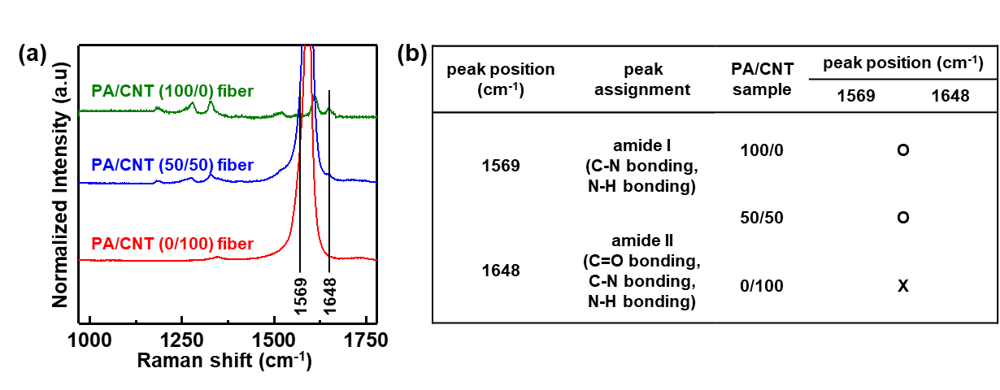 (a)
Normalized Intensity (a.u)
PA/CNT (100/0) fiber
PA/CNT (50/50) fiber
PA/CNT (0/100) fiber
1569
1648
1000 1250 1500 1750
Raman shift (cm-1)
(b)
peak position
(cm-1)
peak
assignment
PA/CNT
sample
peak position (cm-1)
1569 1648
1569
amide I
(C-N bonding,
N-H bonding)
1648
amide II
(C=O bonding,
C-N bonding,
N-H bonding)
100/0 O
50/50 O
0/100 X